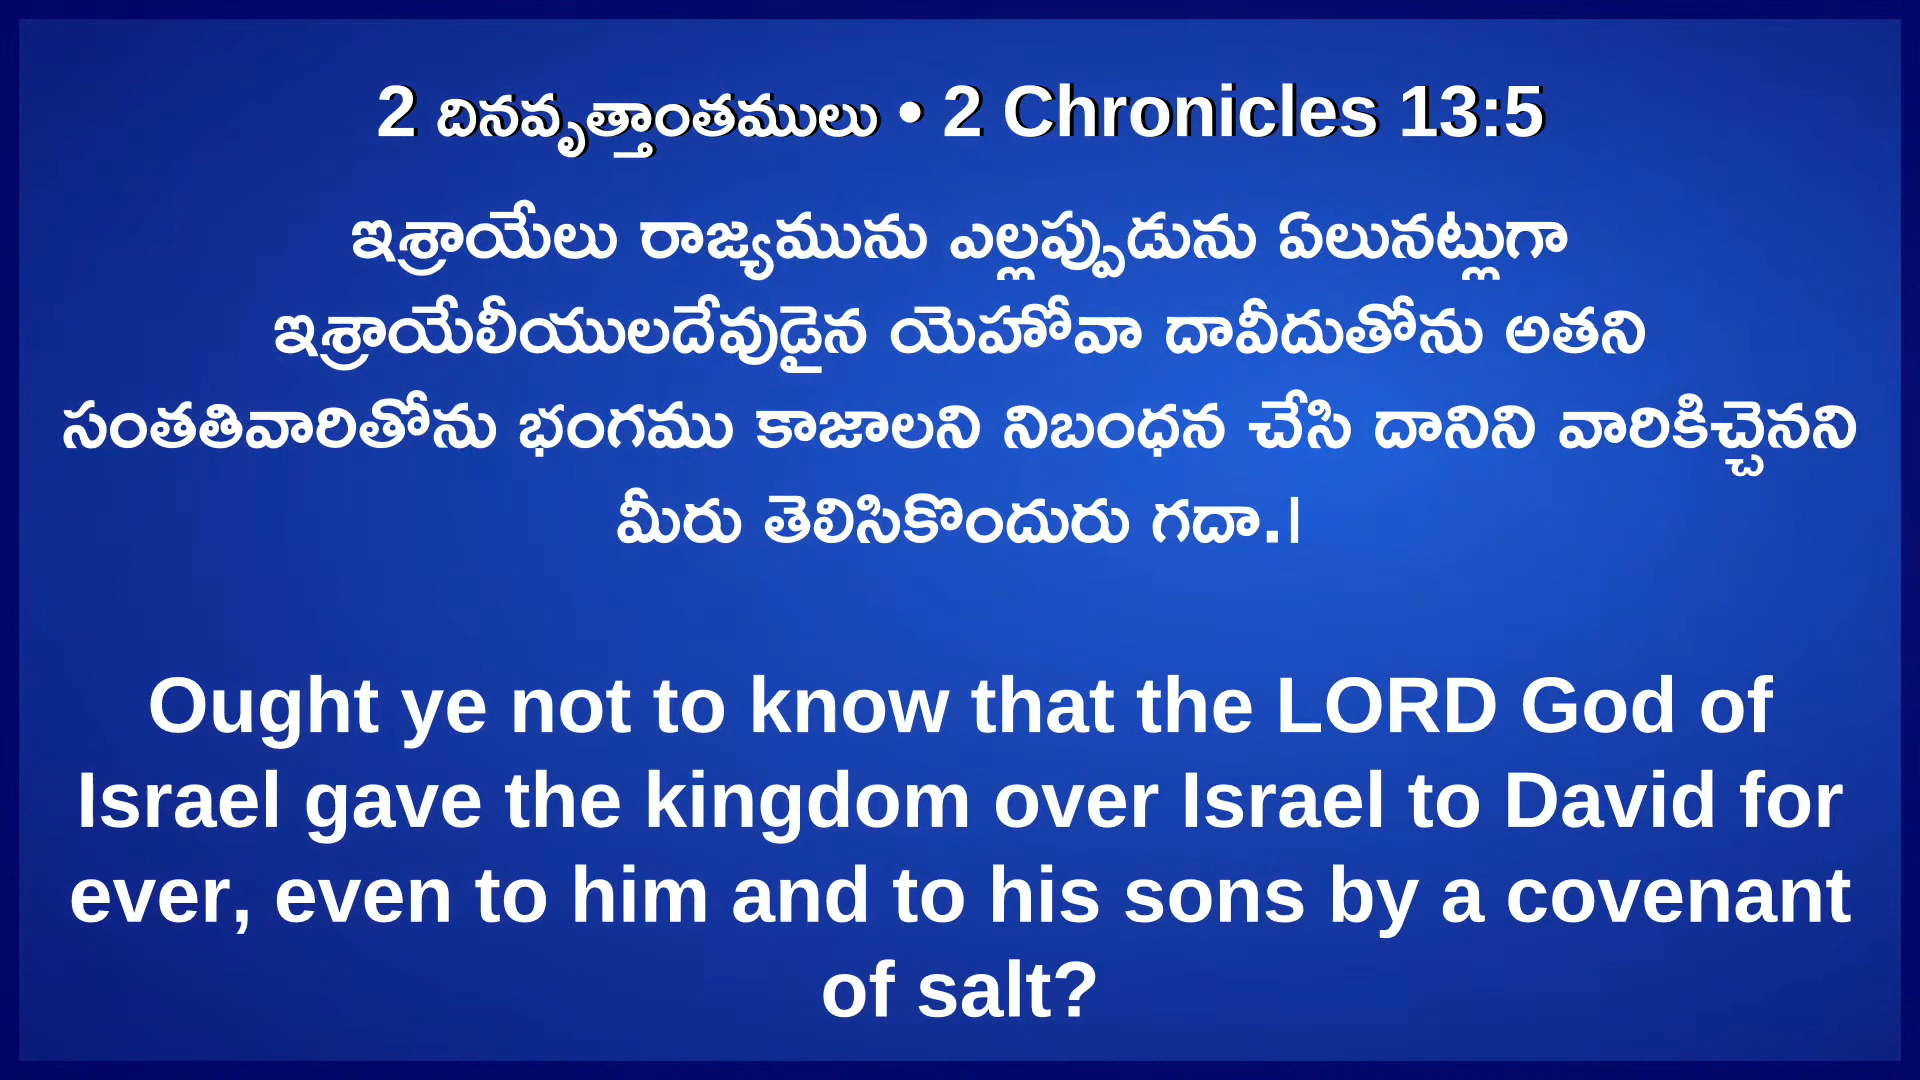 2 దినవృత్తాంతములు • 2 Chronicles 13:5
ఇశ్రాయేలు రాజ్యమును ఎల్లప్పుడును ఏలునట్లుగా
ఇశ్రాయేలీయులదేవుడైన యెహోవా దావీదుతోను అతని
సంతతివారితోను భంగము కాజాలని నిబంధన చేసి దానిని వారికిచ్చెనని
మీరు తెలిసికొందురు గదా.|
Ought ye not to know that the LORD God of
Israel gave the kingdom over Israel to David for
ever, even to him and to his sons by a covenant
of salt?